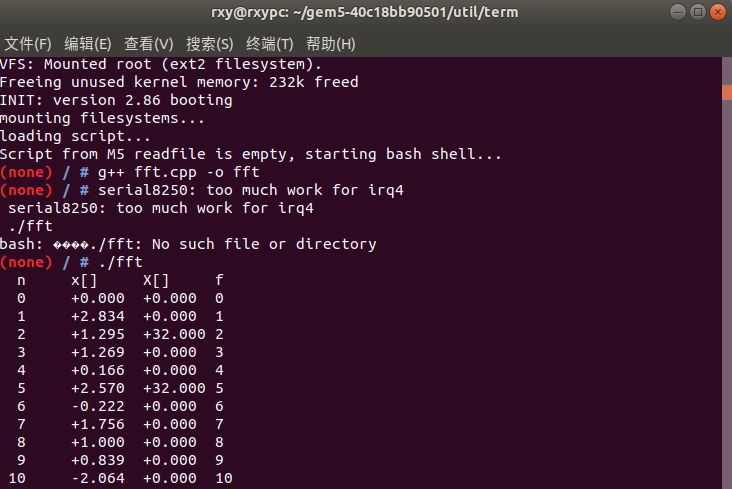 rxy@rxypc: ~/gem5-40c18bb90501/util/term
文件(F) 编辑(E) 查看(V) 搜索(S) 终端(T) 帮助(H)
VFS: Mounted root (ext2 filesystem).
Freeing unused kernel memory: 232k freed
INIT: version 2.86 booting
mounting filesystems...
loading script...
Script from M5 readfile is empty, starting bash shell...
(none) / # g++ fft.cpp -o fft
(none) / # serial8250: too much work for irq4
serial8250: too much work for irq4
./fft
bash: ����./fft: No such file or directory
(none) / # ./fft
n x[] X[] f
0 +0.000 +0.000 0
1 +2.834 +0.000 1
2 +1.295 +32.000 2
3 +1.269 +0.000 3
4 +0.166 +0.000 4
5 +2.570 +32.000 5
6 -0.222 +0.000 6
7 +1.756 +0.000 7
8 +1.000 +0.000 8
9 +0.839 +0.000 9
10 -2.064 +0.000 10